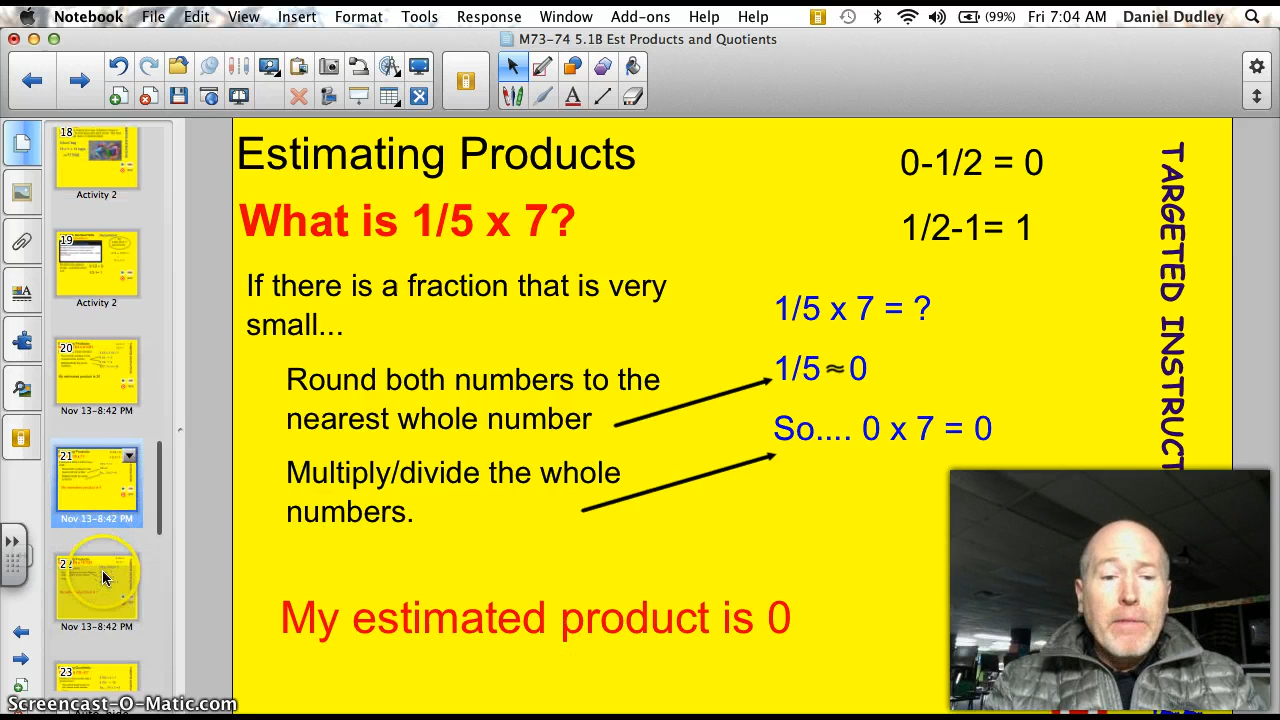 Notebook File Edit View Insert Format Tools Response Window Add-ons Help Help (99%) Fri 7:04 AM Daniel Dudley
M73-74 5.1B Est Products and Quotients
18
Activity 2
19
Activity 2
20
Nov 13-8:42 PM
21
Nov 13-8:42 PM
Nov 13-8:42 PM
23
Estimating Products
What is 1/5 x 7?
If there is a fraction that is very
small...
Round both numbers to the
nearest whole number
Multiply/divide the whole
numbers.
My estimated product is 0
0-1/2 = 0
1/2-1= 1
1/5 x 7 = ?
1/5 ≈ 0
So.... 0 x 7 = 0
TARGETED INSTRUCT
Screencast-O-Matic.com